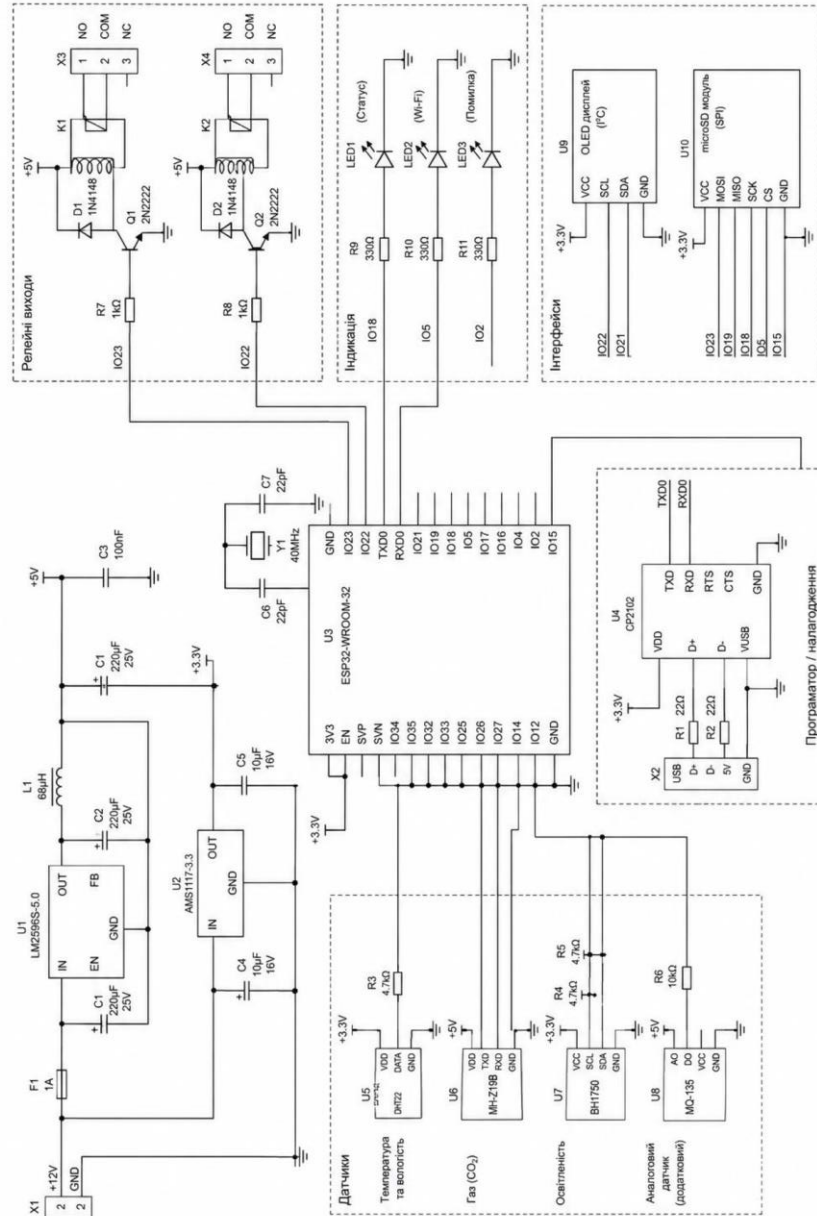 X1
+12V
2
GND
2
F1
1A
C1
220µF
25V
U1
LM2596S-5.0
IN
OUT
EN
FB
GND
C2
220µF
25V
L1
68µH
C1
220µF
25V
+5V
C3
100nF
C4
10µF
16V
U2
AMS1117-3.3
IN
OUT
GND
C5
10µF
16V
+3.3V
Релейні виходи
IO23
R7
1kΩ
D1
1N4148
Q1
2N2222
+5V
K1
X3
1
NO
2
COM
3
NC
IO22
R8
1kΩ
D2
1N4148
Q2
2N2222
+5V
K2
X4
1
NO
2
COM
3
NC
C6
22pF
Y1
40MHz
C7
22pF
U3
ESP32-WROOM-32
+3.3V
3V3
EN
SVP
SVN
IO34
IO35
IO32
IO33
IO25
IO26
IO27
IO14
IO12
GND
GND
IO23
IO22
TXD0
RXD0
IO21
IO19
IO18
IO5
IO17
IO16
IO4
IO2
IO15
Індикація
IO18
R9
330Ω
LED1
(Статус)
IO5
R10
330Ω
LED2
(Wi-Fi)
IO2
R11
330Ω
LED3
(Помилка)
Датчики
Температура
та вологість
U5
DHT22
VDD
DATA
GND
+3.3V
R3
4.7kΩ
Газ (CO₂)
U6
MH-Z19B
VDD
TXD
RXD
GND
+5V
Освітленість
U7
BH1750
VCC
SCL
SDA
GND
+3.3V
R4
4.7kΩ
R5
4.7kΩ
Аналоговий
датчик
(додатковий)
U8
MQ-135
AO
DO
VCC
GND
+5V
R6
10kΩ
Програматор / налагодження
X2
USB
D+
D-
5V
GND
R1
22Ω
R2
22Ω
+3.3V
U4
CP2102
VDD
D+
D-
VUSB
TXD
RXD
RTS
CTS
GND
TXD0
RXD0
Інтерфейси
IO22
IO21
+3.3V
U9
OLED дисплей
(I²C)
VCC
SCL
SDA
GND
IO23
IO19
IO18
IO5
IO15
+3.3V
U10
microSD модуль
(SPI)
VCC
MOSI
MISO
SCK
CS
GND